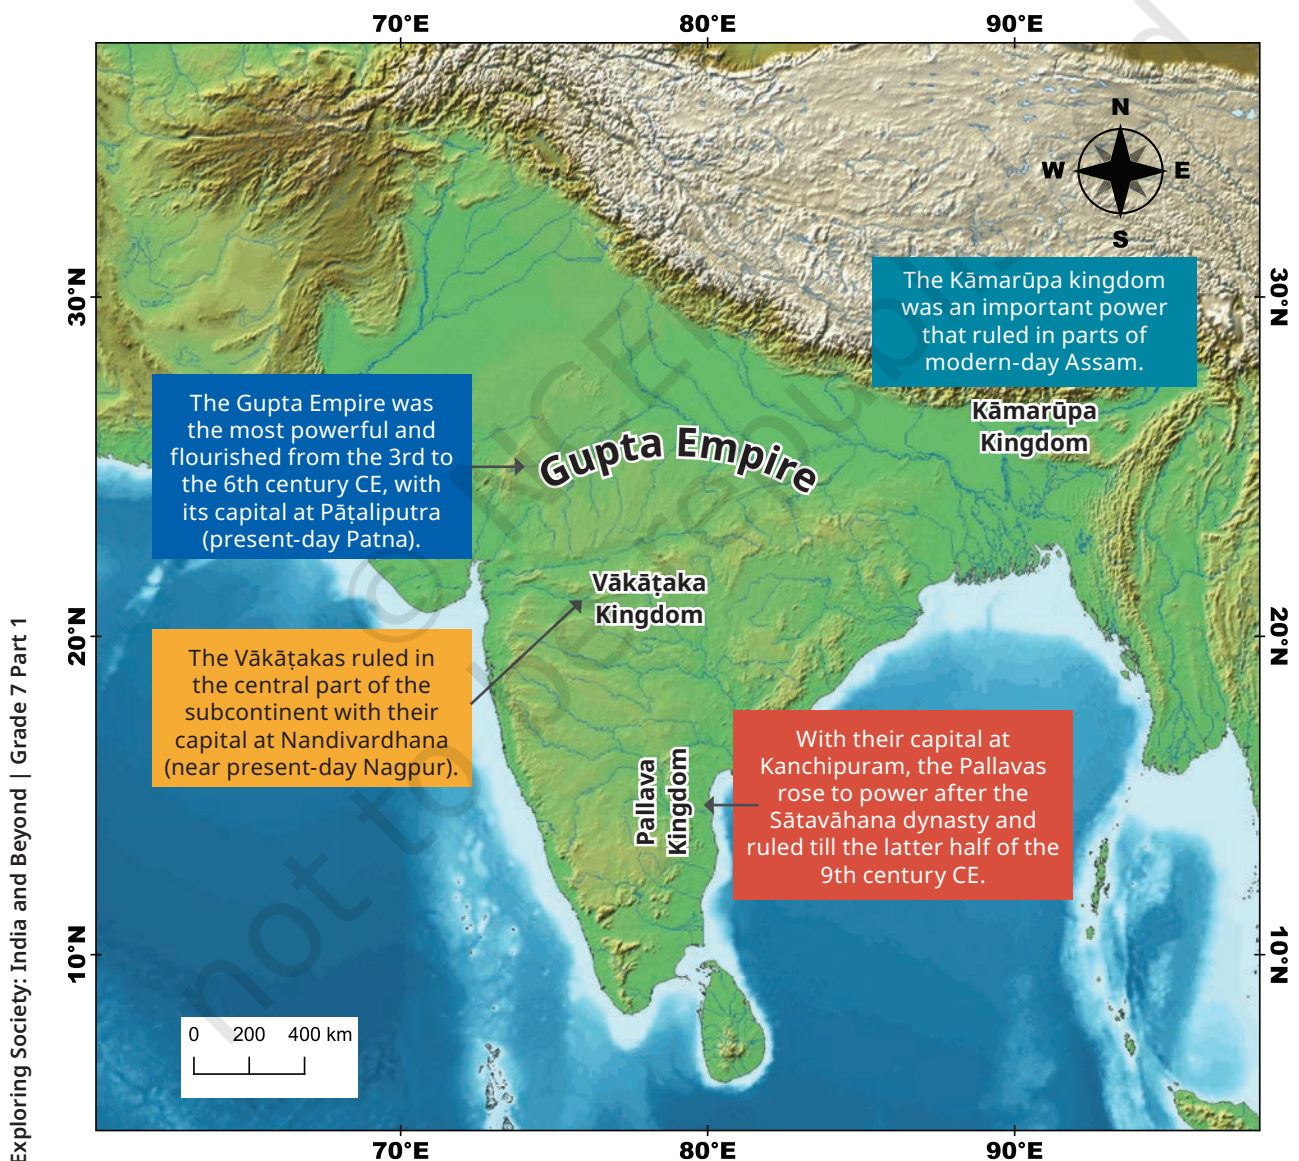 70°E 80°E 90°E
N
W E
S
30°N 30°N
The Kāmarūpa kingdom
was an important power
that ruled in parts of
modern-day Assam.
Kāmarūpa
Kingdom
The Gupta Empire was
the most powerful and
flourished from the 3rd to
the 6th century CE, with
its capital at Pāṭaliputra
(present-day Patna).
Gupta Empire
Vākāṭaka
Kingdom
20°N 20°N
The Vākāṭakas ruled in
the central part of the
subcontinent with their
capital at Nandivardhana
(near present-day Nagpur).
Pallava
Kingdom
With their capital at
Kanchipuram, the Pallavas
rose to power after the
Sātavāhana dynasty and
ruled till the latter half of the
9th century CE.
10°N 10°N
0 200 400 km
70°E 80°E 90°E
Exploring Society: India and Beyond | Grade 7 Part 1
© NCERT
not to be republished